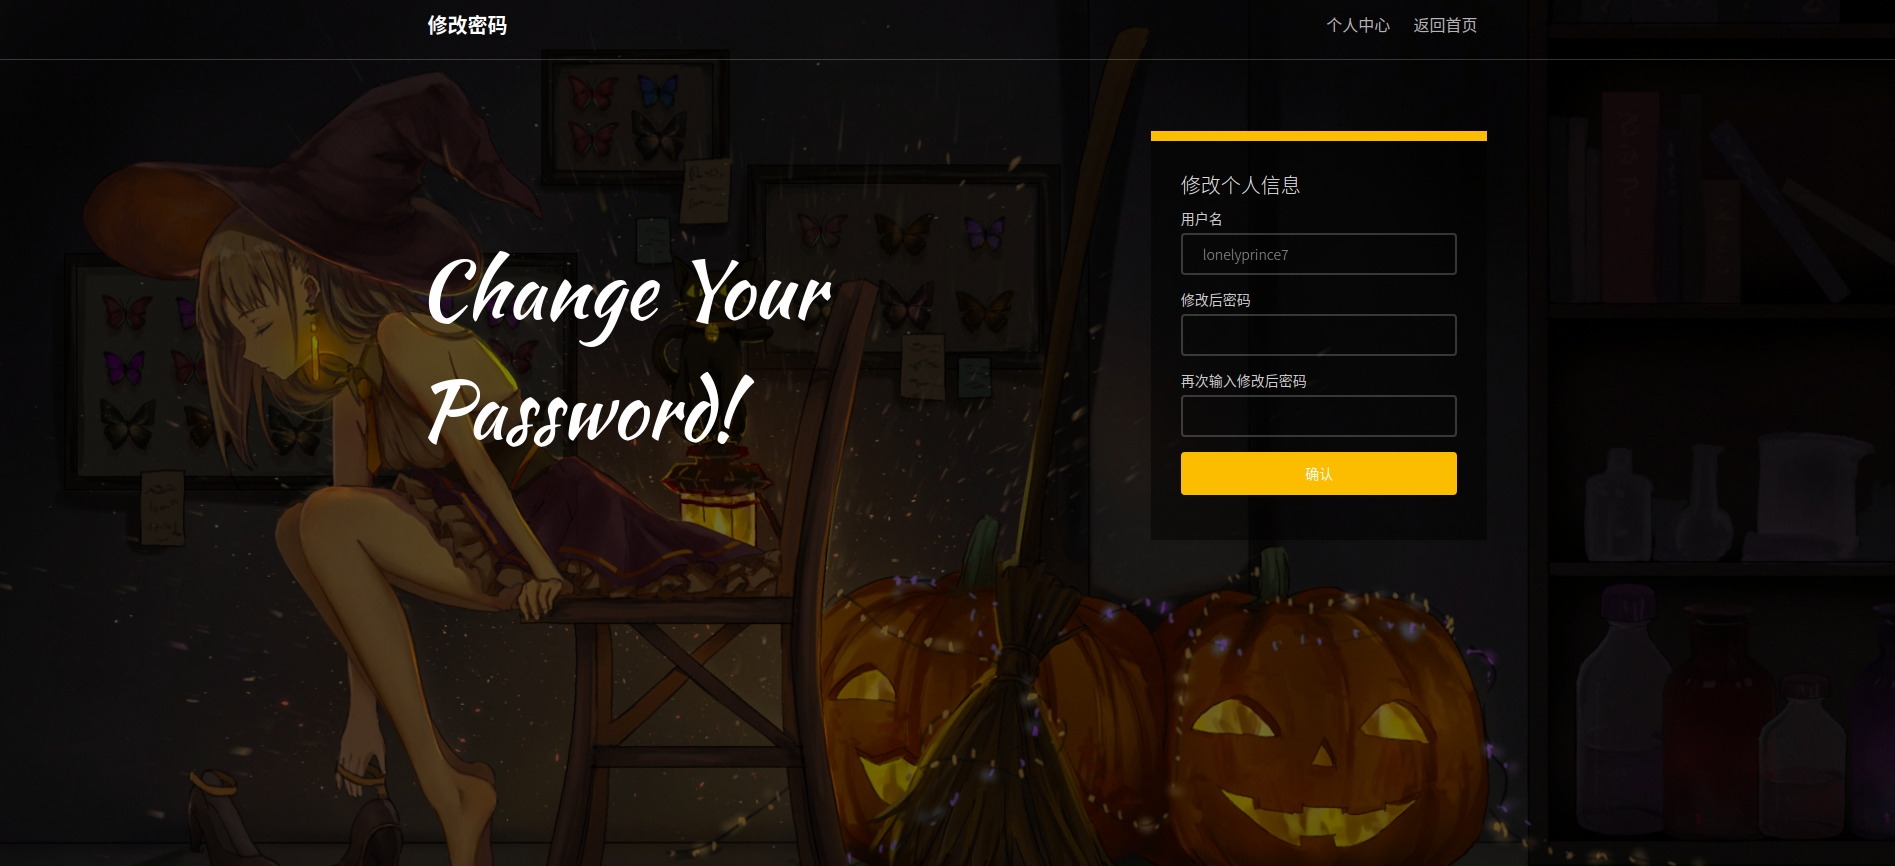 修改密码
个人中心 返回首页
Change Your
Password!
修改个人信息
用户名
lonelyprince7
修改后密码
再次输入修改后密码
确认